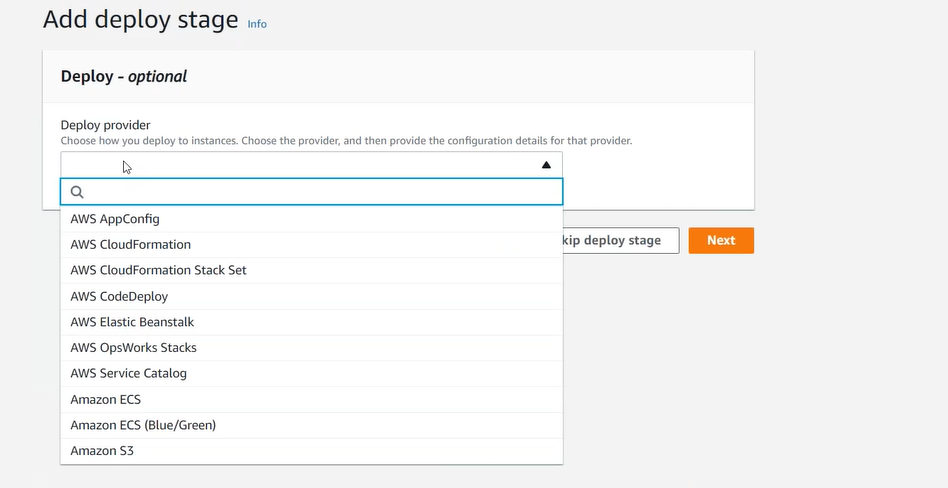 Add deploy stage Info
Deploy - optional
Deploy provider
Choose how you deploy to instances. Choose the provider, and then provide the configuration details for that provider.
AWS AppConfig
AWS CloudFormation
kip deploy stage
Next
AWS CloudFormation Stack Set
AWS CodeDeploy
AWS Elastic Beanstalk
AWS OpsWorks Stacks
AWS Service Catalog
Amazon ECS
Amazon ECS (Blue/Green)
Amazon S3